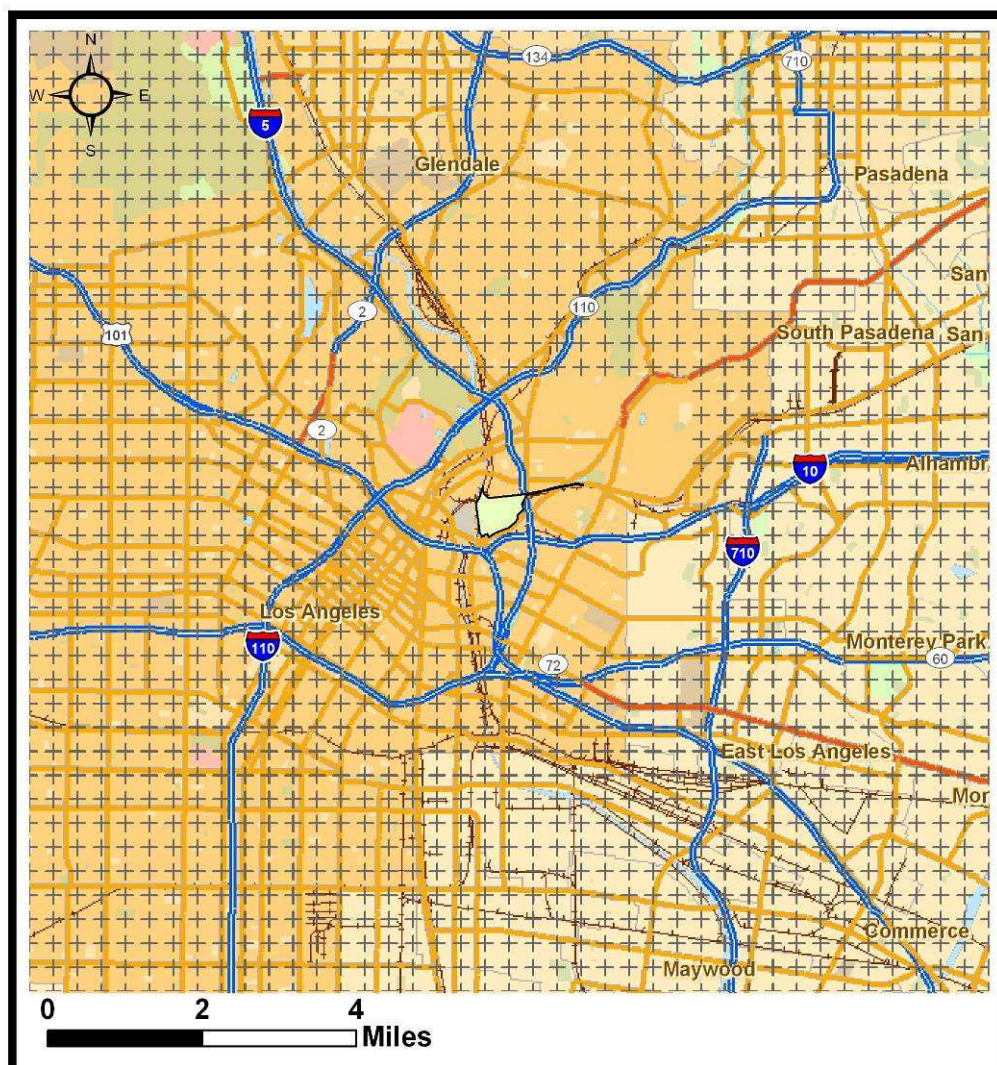 N
W E
S
134
710
5
Glendale
Pasadena
San
2
110
101
South Pasadena
San
2
10
Alhambr
710
Los Angeles
110
Monterey Park
72
60
East Los Angeles
Mor
Commerce
Maywood
0 2 4
Miles